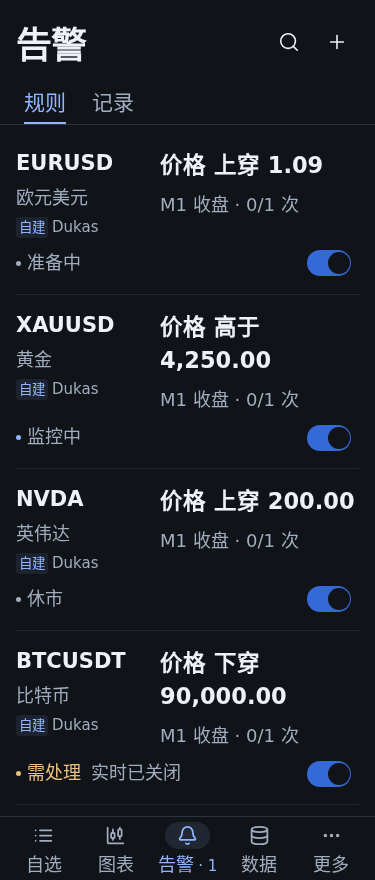 告警
规则 记录
EURUSD
价格 上穿 1.09
欧元美元
M1 收盘 · 0/1 次
自建 Dukas
准备中
XAUUSD
价格 高于
4,250.00
黄金
自建 Dukas
M1 收盘 · 0/1 次
监控中
NVDA
价格 上穿 200.00
英伟达
M1 收盘 · 0/1 次
自建 Dukas
休市
BTCUSDT
价格 下穿
90,000.00
比特币
自建 Dukas
M1 收盘 · 0/1 次
需处理 实时已关闭
自选 图表 告警 · 1 数据 更多